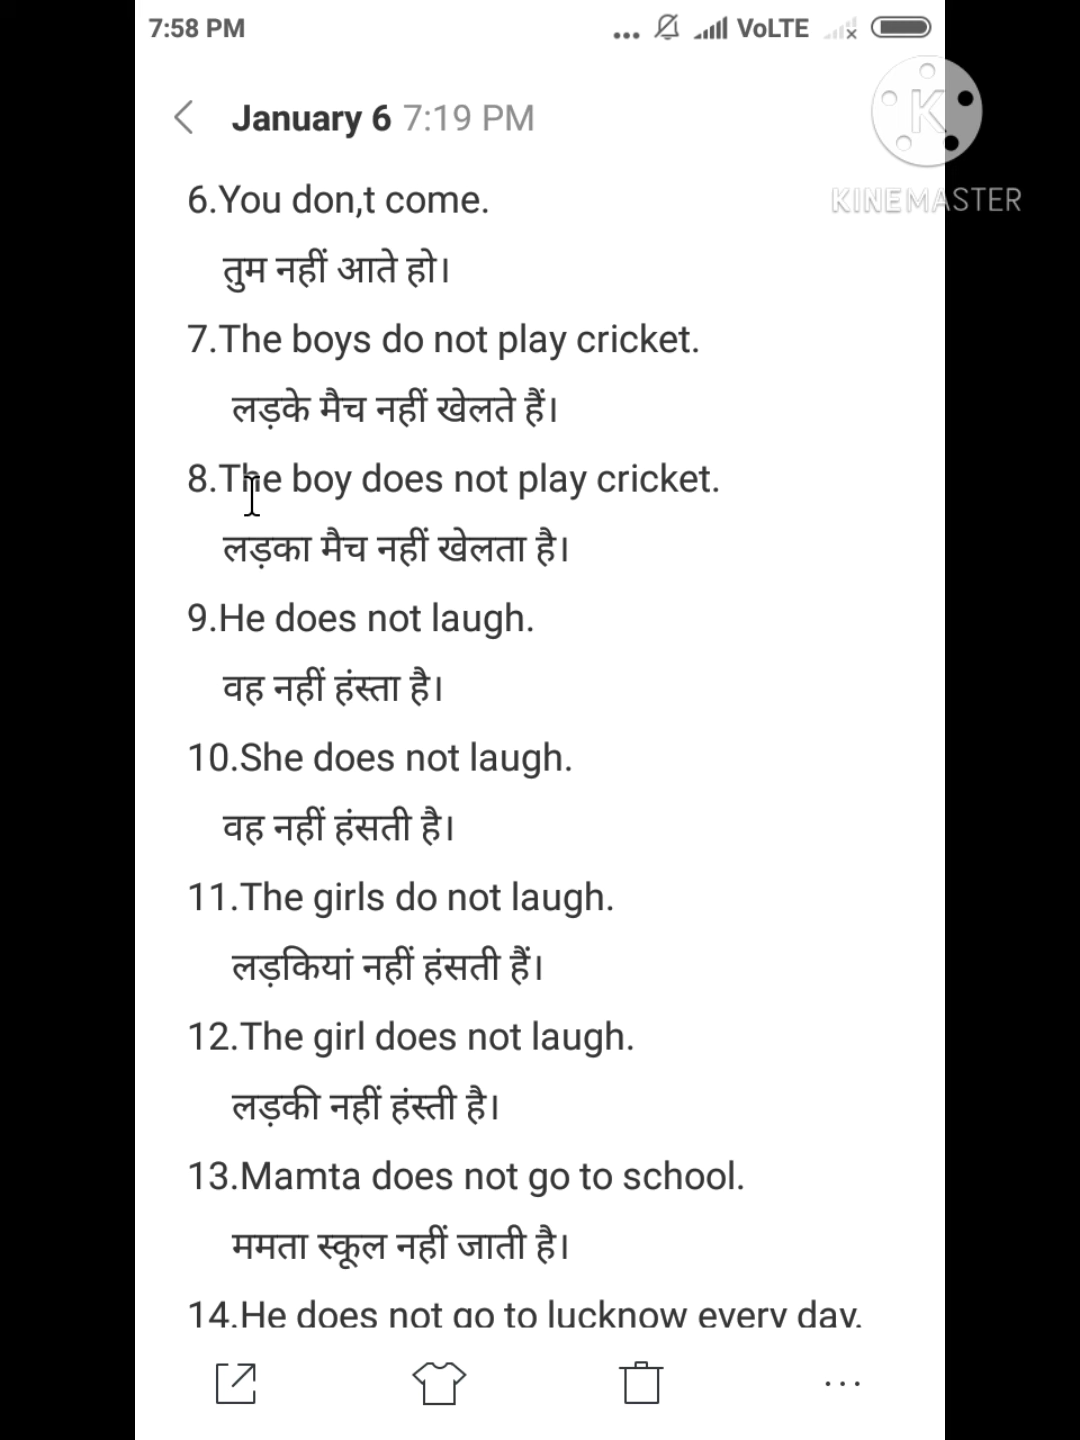 7:58 PM
... VoLTE
January 6 7:19 PM
K
KINEMASTER
6.You don,t come.
तुम नहीं आते हो।
7.The boys do not play cricket.
लड़के मैच नहीं खेलते हैं।
8.The boy does not play cricket.
लड़का मैच नहीं खेलता है।
9.He does not laugh.
वह नहीं हंस्ता है।
10.She does not laugh.
वह नहीं हंसती है।
11.The girls do not laugh.
लड़कियां नहीं हंसती हैं।
12.The girl does not laugh.
लड़की नहीं हंस्ती है।
13.Mamta does not go to school.
ममता स्कूल नहीं जाती है।
14.He does not go to lucknow every day.